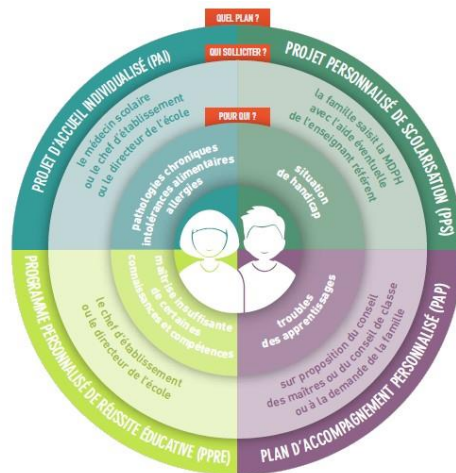 QUEL PLAN ?
QUI SOLLICITER ?
POUR QUI ?
PROJET D'ACCUEIL INDIVIDUALISÉ (PAI)
le médecin scolaire
ou le chef d'établissement
ou le directeur de l'école
pathologies chroniques
intolérances alimentaires
allergies
PROJET PERSONNALISÉ DE SCOLARISATION (PPS)
la famille saisit la MDPH
avec l'aide éventuelle
de l'enseignant référent
situation
de handicap
PROGRAMME PERSONNALISÉ DE RÉUSSITE ÉDUCATIVE (PPRE)
le chef d'établissement
ou le directeur de l'école
maîtrise insuffisante
de certaines
connaissances et compétences
PLAN D'ACCOMPAGNEMENT PERSONNALISÉ (PAP)
sur proposition du conseil
des maîtres ou du conseil de classe
ou à la demande de la famille
troubles
des apprentissages